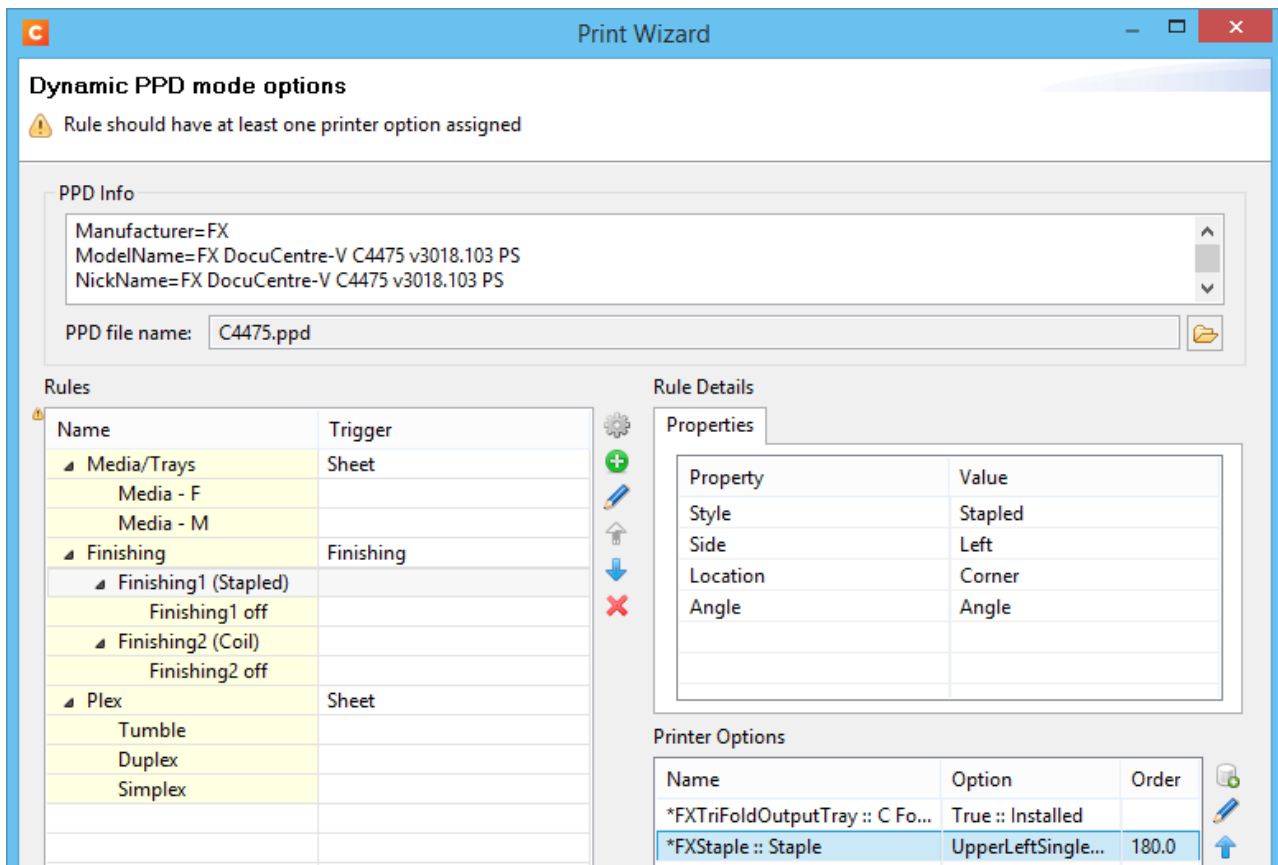 C
Print Wizard
Dynamic PPD mode options
Rule should have at least one printer option assigned
PPD Info
Manufacturer=FX
ModelName=FX DocuCentre-V C4475 v3018.103 PS
NickName=FX DocuCentre-V C4475 v3018.103 PS
PPD file name: C4475.ppd
Rules
Name Trigger
Media/Trays Sheet
Media - F
Media - M
Finishing Finishing
Finishing1 (Stapled)
Finishing1 off
Finishing2 (Coil)
Finishing2 off
Plex Sheet
Tumble
Duplex
Simplex
Rule Details
Properties
Property Value
Style Stapled
Side Left
Location Corner
Angle Angle
Printer Options
Name Option Order
*FXTriFoldOutputTray :: C Fo... True :: Installed
*FXStaple :: Staple UpperLeftSingle... 180.0